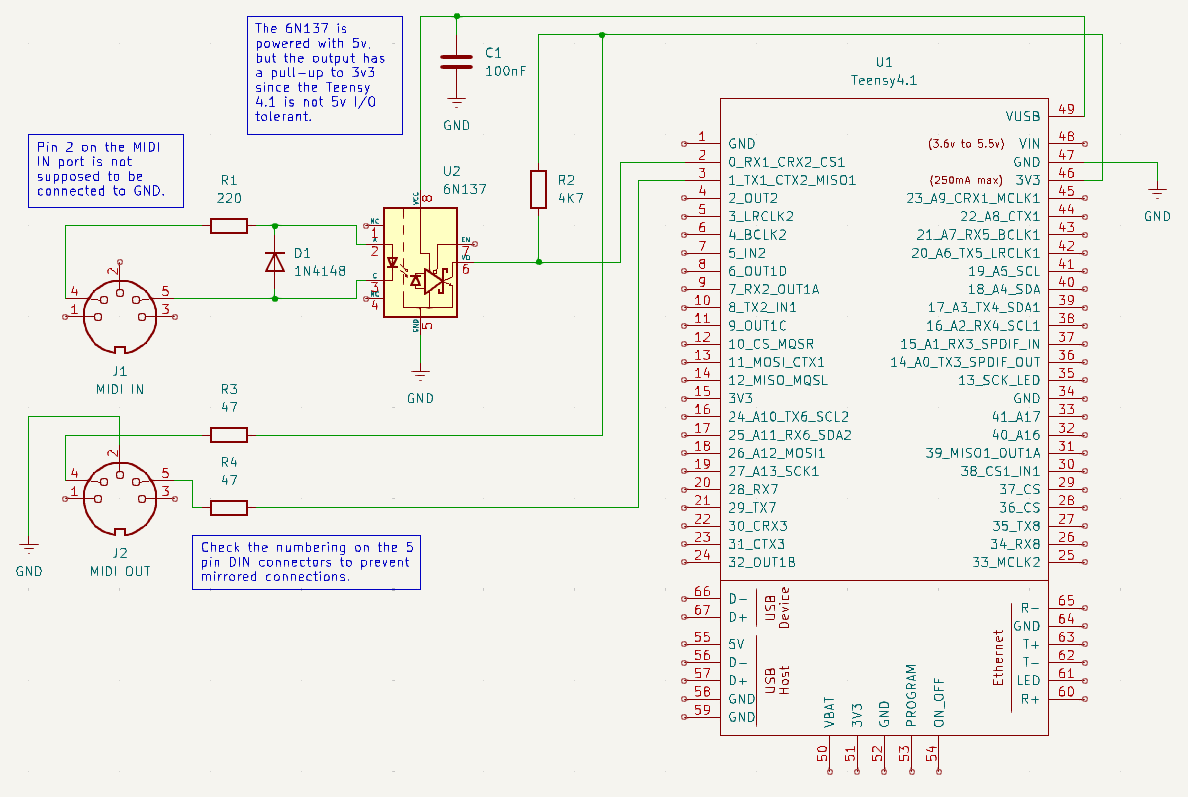 The 6N137 is
powered with 5v,
but the output has
a pull-up to 3v3
since the Teensy
4.1 is not 5v I/O
tolerant.
C1
100nF
GND
Pin 2 on the MIDI
IN port is not
supposed to be
connected to GND.
R1
220
D1
1N4148
U2
6N137
VCC
8
NC
1
A
2
C
3
NC
4
EN
7
VO
6
GND
5
GND
R2
4K7
2
4
5
1
3
J1
MIDI IN
R3
47
R4
47
2
4
5
1
3
J2
MIDI OUT
GND
Check the numbering on the 5
pin DIN connectors to prevent
mirrored connections.
U1
Teensy4.1
VUSB 49
1 GND
(3.6v to 5.5v) VIN 48
2 0_RX1_CRX2_CS1
GND 47
3 1_TX1_CTX2_MISO1
(250mA max) 3V3 46
4 2_OUT2
23_A9_CRX1_MCLK1 45
5 3_LRCLK2
22_A8_CTX1 44
6 4_BCLK2
21_A7_RX5_BCLK1 43
7 5_IN2
20_A6_TX5_LRCLK1 42
8 6_OUT1D
19_A5_SCL 41
9 7_RX2_OUT1A
18_A4_SDA 40
10 8_TX2_IN1
17_A3_TX4_SDA1 39
11 9_OUT1C
16_A2_RX4_SCL1 38
12 10_CS_MQSR
15_A1_RX3_SPDIF_IN 37
13 11_MOSI_CTX1
14_A0_TX3_SPDIF_OUT 36
14 12_MISO_MQSL
13_SCK_LED 35
15 3V3
GND 34
16 24_A10_TX6_SCL2
41_A17 33
17 25_A11_RX6_SDA2
40_A16 32
18 26_A12_MOSI1
39_MISO1_OUT1A 31
19 27_A13_SCK1
38_CS1_IN1 30
20 28_RX7
37_CS 29
21 29_TX7
36_CS 28
22 30_CRX3
35_TX8 27
23 31_CTX3
34_RX8 26
24 32_OUT1B
33_MCLK2 25
GND
66 D-
67 D+
USB
Device
55 5V
56 D-
57 D+
58 GND
59 GND
USB
Host
Ethernet
R- 65
GND 64
T+ 63
T- 62
LED 61
R+ 60
VBAT
3V3
GND
PROGRAM
ON_OFF
50
51
52
53
54